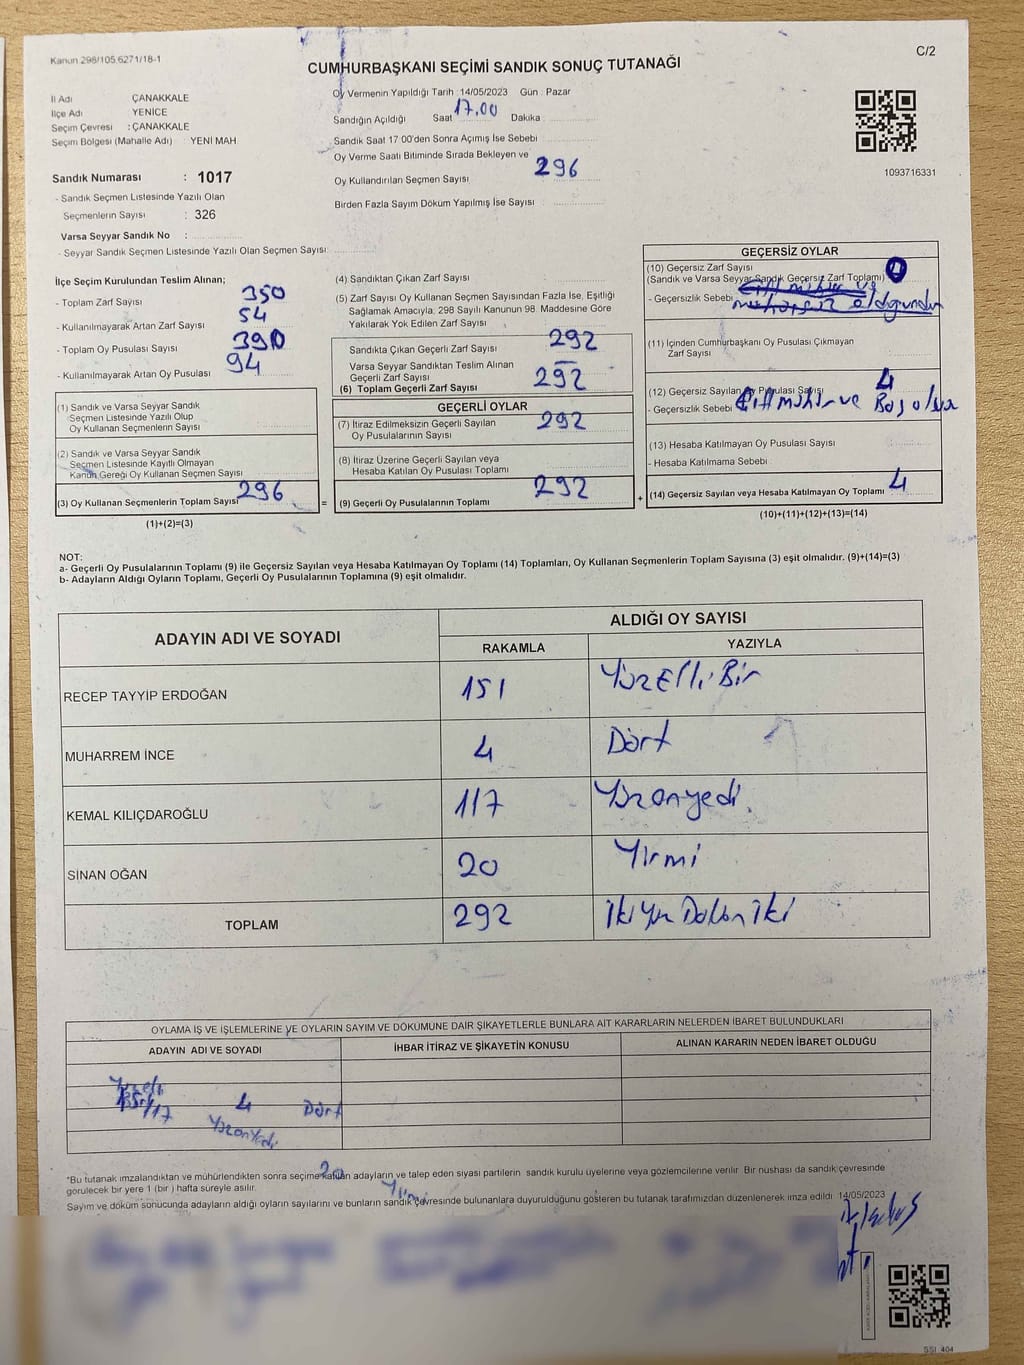 Kanun 298/105.6271/18-1
C/2
CUMHURBAŞKANI SEÇİMİ SANDIK SONUÇ TUTANAĞI
İl Adı ÇANAKKALE
İlçe Adı YENİCE
Seçim Çevresi : ÇANAKKALE
Seçim Bölgesi (Mahalle Adı) YENİ MAH
Sandık Numarası : 1017
- Sandık Seçmen Listesinde Yazılı Olan
Seçmenlerin Sayısı : 326
Varsa Seyyar Sandık No :
- Seyyar Sandık Seçmen Listesinde Yazılı Olan Seçmen Sayısı:
Oy Vermenin Yapıldığı Tarih : 14/05/2023 Gün : Pazar
Sandığın Açıldığı Saat 17.00 Dakika
Sandık Saat 17 00'den Sonra Açımış İse Sebebi
Oy Verme Saati Bitiminde Sırada Bekleyen ve
Oy Kullandırılan Seçmen Sayısı 296
Birden Fazla Sayım Döküm Yapılmış İse Sayısı
1093716331
İlçe Seçim Kurulundan Teslim Alınan;
- Toplam Zarf Sayısı 350
- Kullanılmayarak Artan Zarf Sayısı 54
- Toplam Oy Pusulası Sayısı 390
- Kullanılmayarak Artan Oy Pusulası 94
(1) Sandık ve Varsa Seyyar Sandık
Seçmen Listesinde Yazılı Olup
Oy Kullanan Seçmenlerin Sayısı
(2) Sandık ve Varsa Seyyar Sandık
Seçmen Listesinde Kayıtlı Olmayan
Kanun Gereği Oy Kullanan Seçmen Sayısı
(3) Oy Kullanan Seçmenlerin Toplam Sayısı 296
(1)+(2)=(3)
(4) Sandıktan Çıkan Zarf Sayısı
(5) Zarf Sayısı Oy Kullanan Seçmen Sayısından Fazla İse, Eşitliği
Sağlamak Amacıyla, 298 Sayılı Kanunun 98 Maddesine Göre
Yakılarak Yok Edilen Zarf Sayısı
Sandıkta Çıkan Geçerli Zarf Sayısı 292
Varsa Seyyar Sandıktan Teslim Alınan
Geçerli Zarf Sayısı
(6) Toplam Geçerli Zarf Sayısı 292
GEÇERLİ OYLAR
(7) İtiraz Edilmeksizin Geçerli Sayılan
Oy Pusulalarının Sayısı 292
(8) İtiraz Üzerine Geçerli Sayılan veya
Hesaba Katılan Oy Pusulası Toplamı
=
(9) Geçerli Oy Pusulalarının Toplamı 292
+
GEÇERSİZ OYLAR
(10) Geçersiz Zarf Sayısı 0
(Sandık ve Varsa Seyyar Sandık Geçersiz Zarf Toplamı)
- Geçersizlik Sebebi Çift mühür ve
mühürsüz olduğundan
(11) İçinden Cumhurbaşkanı Oy Pusulası Çıkmayan
Zarf Sayısı
(12) Geçersiz Sayılan Oy Pusulası Sayısı 4
- Geçersizlik Sebebi Çift mühür ve Boş
(13) Hesaba Katılmayan Oy Pusulası Sayısı
- Hesaba Katılmama Sebebi
(14) Geçersiz Sayılan veya Hesaba Katılmayan Oy Toplamı 4
(10)+(11)+(12)+(13)=(14)
NOT:
a- Geçerli Oy Pusulalarının Toplamı (9) ile Geçersiz Sayılan veya Hesaba Katılmayan Oy Toplamı (14) Toplamları, Oy Kullanan Seçmenlerin Toplam Sayısına (3) eşit olmalıdır. (9)+(14)=(3)
b- Adayların Aldığı Oyların Toplamı, Geçerli Oy Pusulalarının Toplamına (9) eşit olmalıdır.
ADAYIN ADI VE SOYADI
ALDIĞI OY SAYISI
RAKAMLA YAZIYLA
RECEP TAYYİP ERDOĞAN 151 YüzElli Bir
MUHARREM İNCE 4 Dört
KEMAL KILIÇDAROĞLU 117 Yüzonyedi.
SİNAN OĞAN 20 Yirmi
TOPLAM 292 İki Yüz Doksan İki
OYLAMA İŞ VE İŞLEMLERİNE VE OYLARIN SAYIM VE DÖKÜMÜNE DAİR ŞİKAYETLERLE BUNLARA AİT KARARLARIN NELERDEN İBARET BULUNDUKLARI
ADAYIN ADI VE SOYADI İHBAR İTİRAZ VE ŞİKAYETİN KONUSU ALINAN KARARIN NEDEN İBARET OLDUĞU
117 4 Dört
Yüzonyedi
20
*Bu tutanak imzalandıktan ve mühürlendikten sonra seçime katılan adayların ve talep eden siyasi partilerin sandık kurulu üyelerine veya gözlemcilerine verilir. Bir nüshası da sandık çevresinde
görülecek bir yere 1 (bir) hafta süreyle asılır.
Yirmi
Sayım ve döküm sonucunda adayların aldığı oyların sayılarını ve bunların sandık çevresinde bulunanlara duyurulduğunu gösteren bu tutanak tarafımızdan düzenlenerek imza edildi. 14/05/2023
SSİ 404